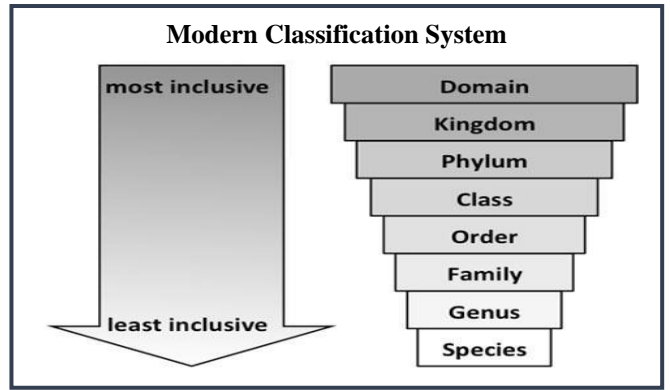 Modern Classification System
most inclusive
least inclusive
Domain
Kingdom
Phylum
Class
Order
Family
Genus
Species